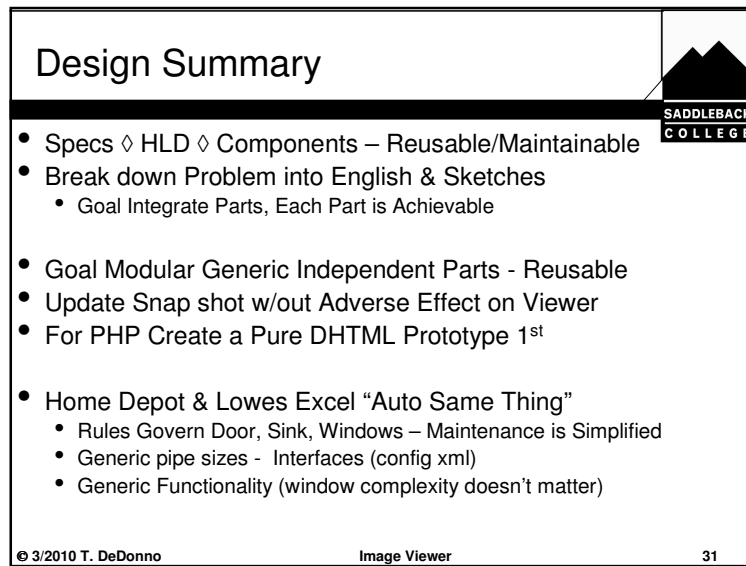 Design Summary
SADDLEBACK
COLLEGE
• Specs ◊ HLD ◊ Components – Reusable/Maintainable
• Break down Problem into English & Sketches
• Goal Integrate Parts, Each Part is Achievable
• Goal Modular Generic Independent Parts - Reusable
• Update Snap shot w/out Adverse Effect on Viewer
• For PHP Create a Pure DHTML Prototype 1st
• Home Depot & Lowes Excel “Auto Same Thing”
• Rules Govern Door, Sink, Windows – Maintenance is Simplified
• Generic pipe sizes - Interfaces (config xml)
• Generic Functionality (window complexity doesn’t matter)
© 3/2010 T. DeDonno Image Viewer 31